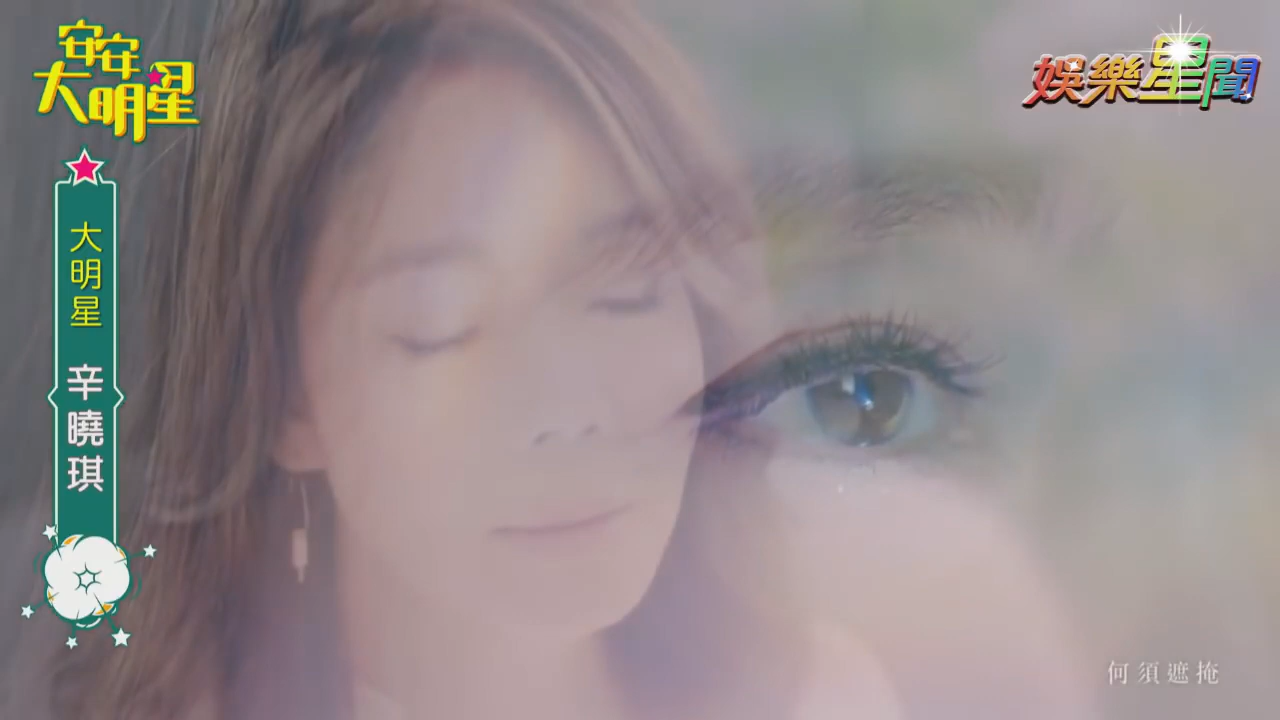 安安
大明星
娛樂星聞
大明星 辛曉琪
何須遮掩